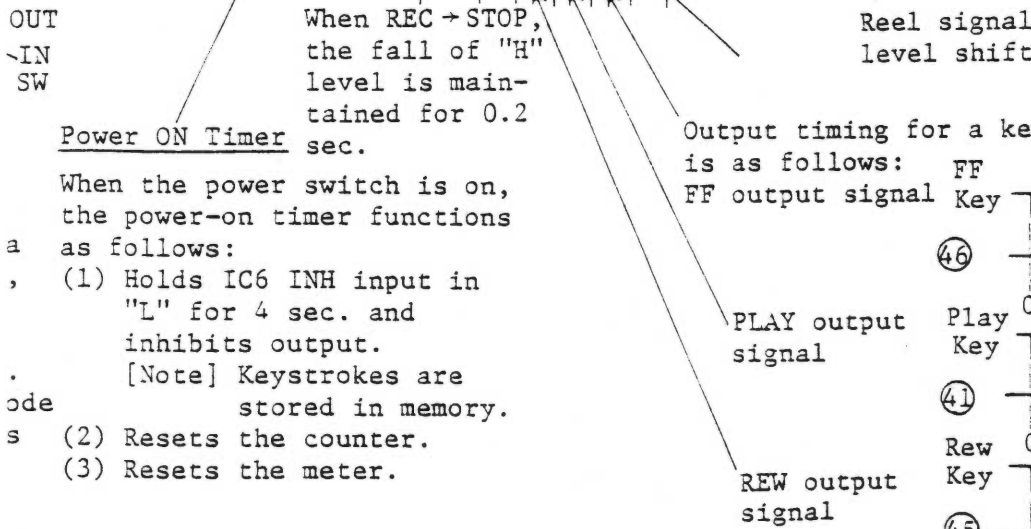 OUT
IN
SW
When REC → STOP,
the fall of "H"
level is main-
tained for 0.2
sec.
Power ON Timer
When the power switch is on,
the power-on timer functions
as follows:
(1) Holds IC6 INH input in
"L" for 4 sec. and
inhibits output.
[Note] Keystrokes are
stored in memory.
(2) Resets the counter.
(3) Resets the meter.
a
,
.
ode
s
Reel signal
level shift
Output timing for a ke
is as follows:
FF output signal
FF
Key
46
PLAY output
signal
Play
Key
41
REW output
signal
Rew
Key
45